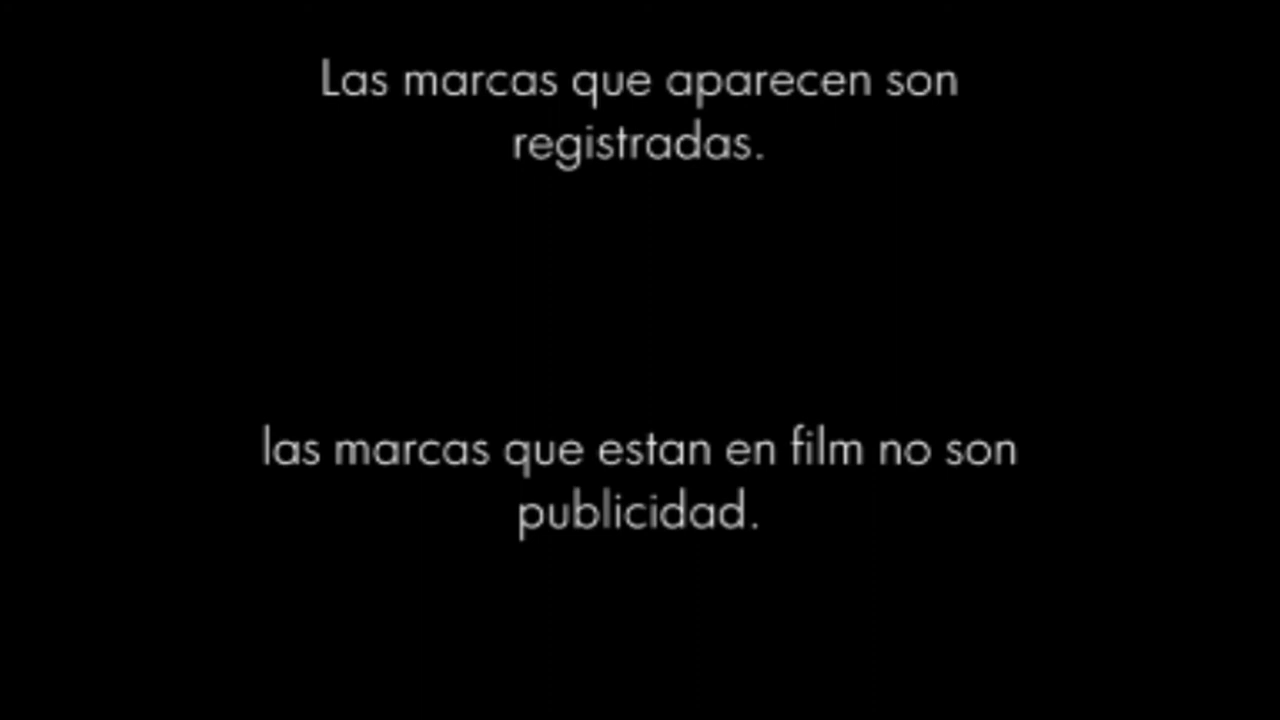 Las marcas que aparecen son
registradas.
las marcas que estan en film no son
publicidad.